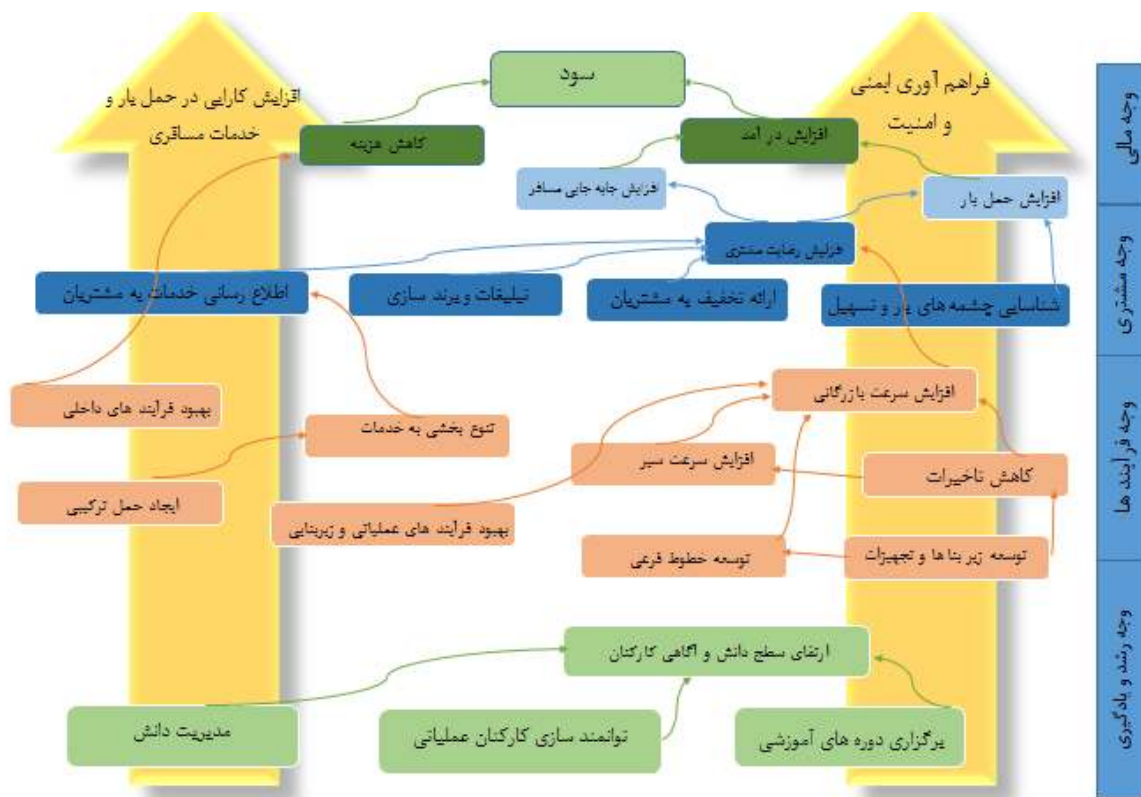 سود
فراهم آوری ایمنی
و امنیت
افزایش کارایی در حمل بار و
خدمات مسافری
وجه مالی
افزایش در آمد
کاهش هزینه
افزایش حمل بار
افزایش جابه جایی مسافر
وجه مشتری
افزایش رضایت مشتری
شناسایی چشمه های بار و تسهیل
ارائه تخفیف به مشتریان
تبلیغات و برند سازی
اطلاع رسانی خدمات به مشتریان
وجه فرآیند ها
افزایش سرعت بازرگانی
بهبود فرآیند های داخلی
تنوع بخشی به خدمات
افزایش سرعت سیر
کاهش تاخیرات
ایجاد حمل ترکیبی
بهبود فرآیند های عملیاتی و زیربنایی
توسعه زیر بنا ها و تجهیزات
توسعه خطوط فرعی
وجه رشد و یادگیری
ارتقای سطح دانش و آگاهی کارکنان
برگزاری دوره های آموزشی
توانمند سازی کارکنان عملیاتی
مدیریت دانش